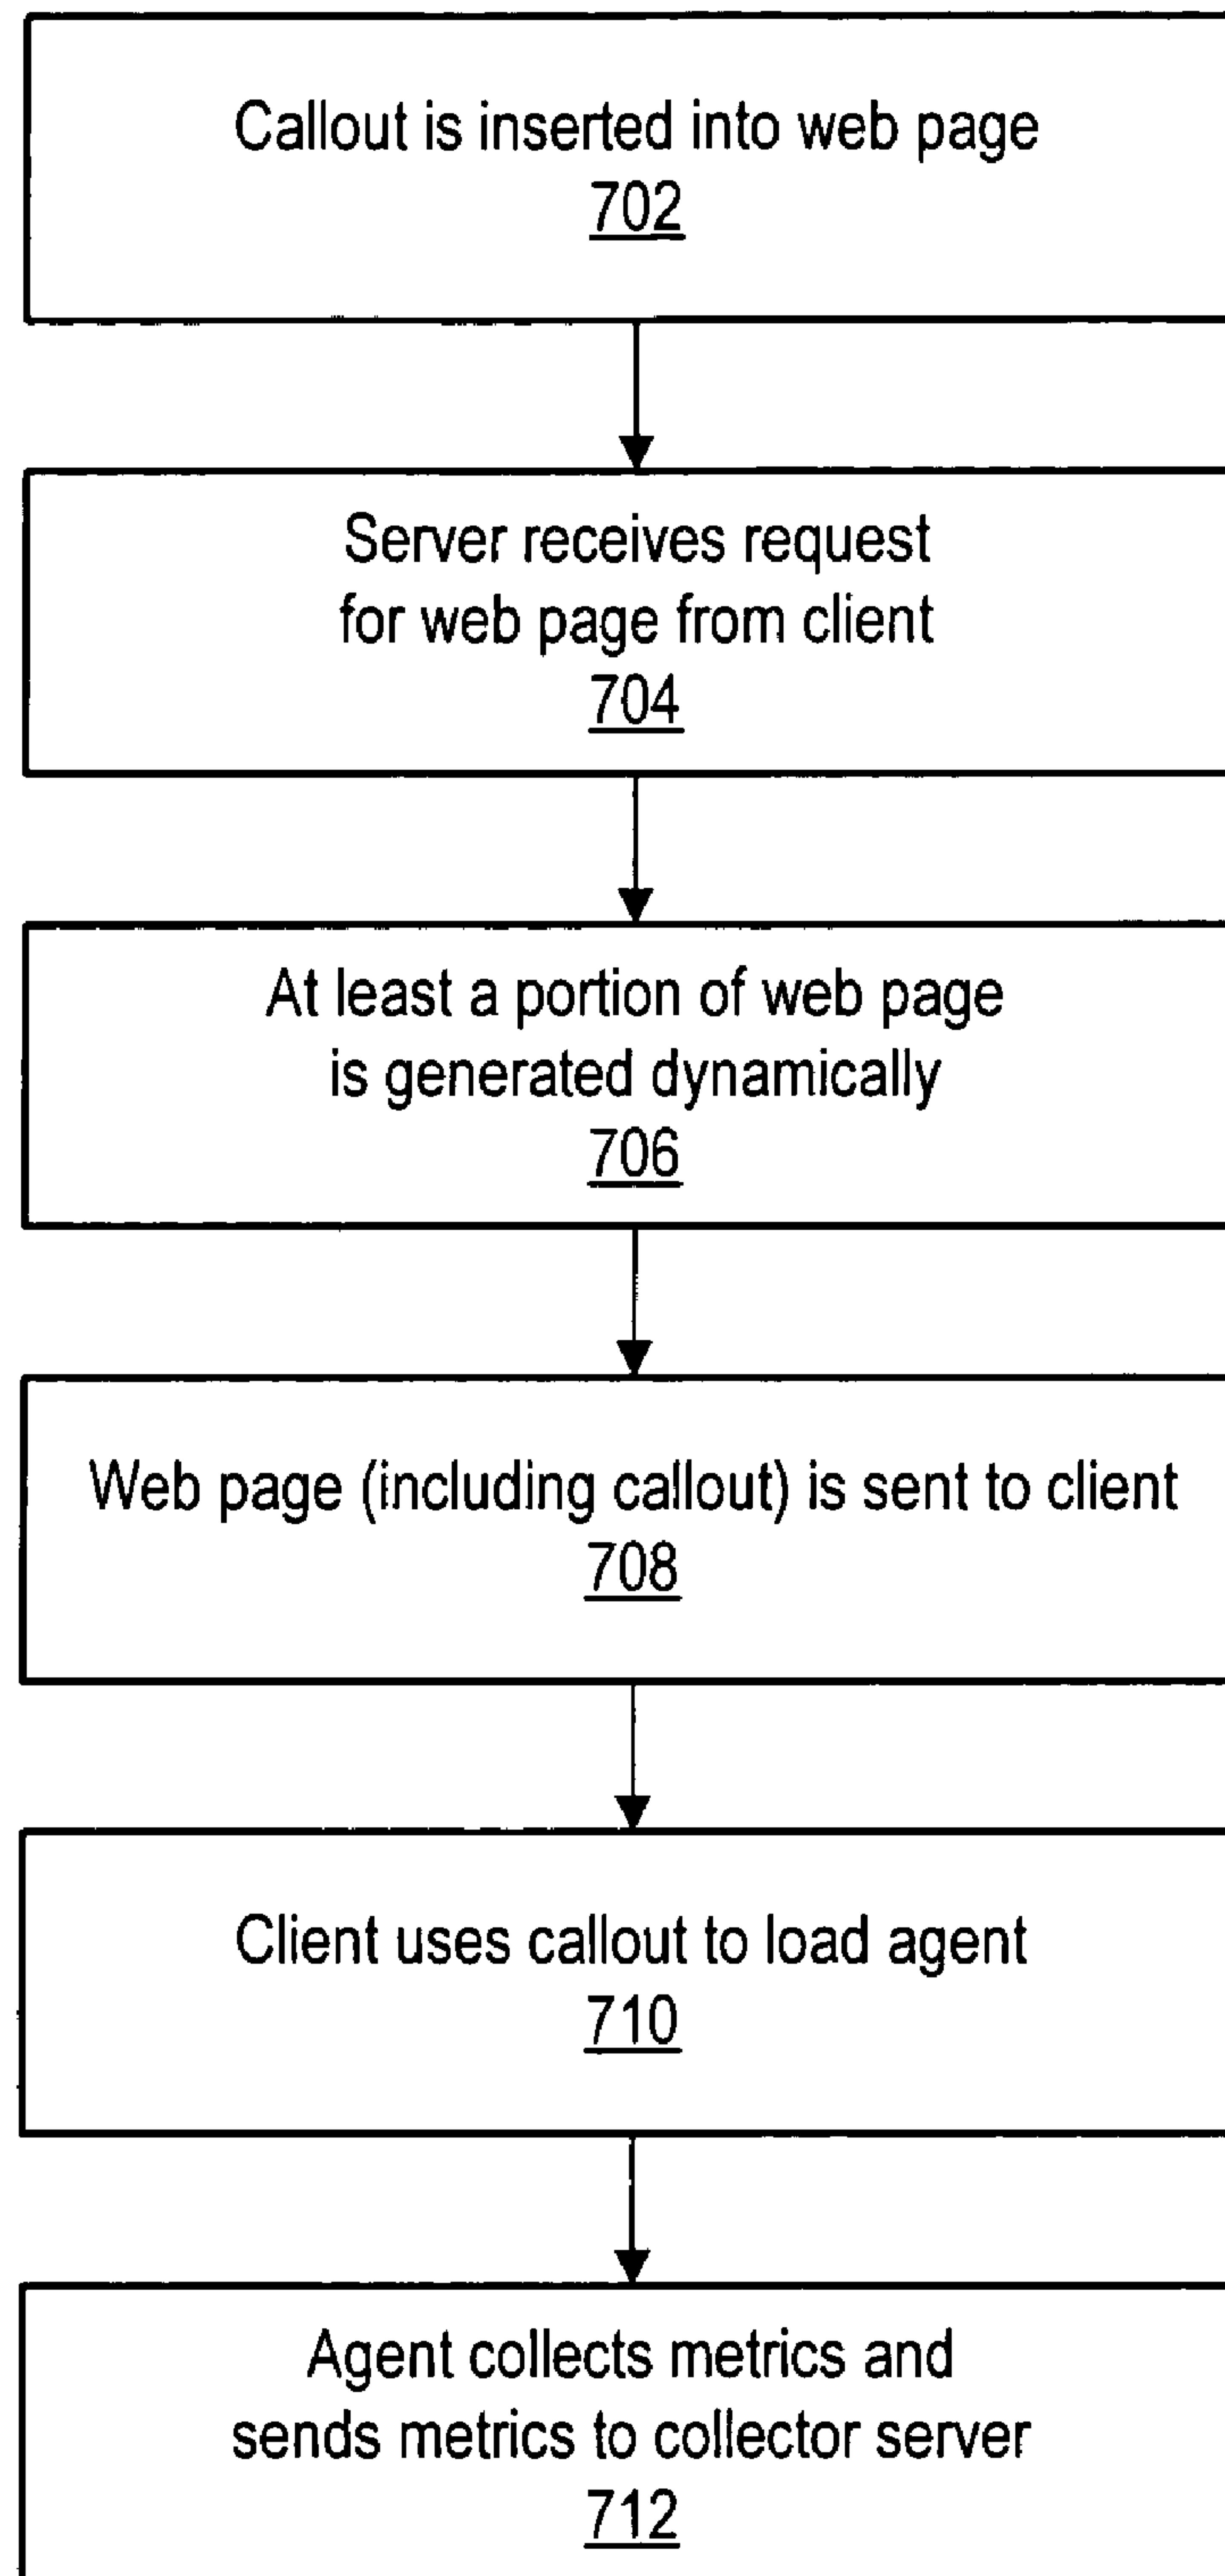 Callout is inserted into web page
702
Server receives request
for web page from client
704
At least a portion of web page
is generated dynamically
706
Web page (including callout) is sent to client
708
Client uses callout to load agent
710
Agent collects metrics and
sends metrics to collector server
712